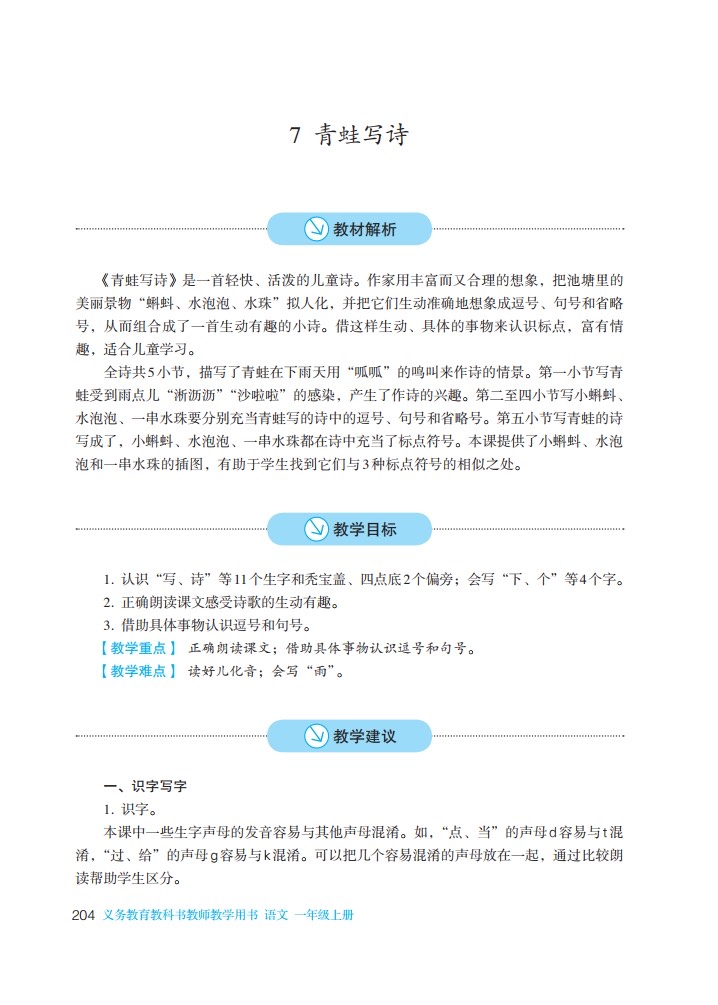 7 青蛙写诗
教材解析
《青蛙写诗》是一首轻快、活泼的儿童诗。作家用丰富而又合理的想象，把池塘里的
美丽景物“蝌蚪、水泡泡、水珠”拟人化，并把它们生动准确地想象成逗号、句号和省略
号，从而组合成了一首生动有趣的小诗。借这样生动、具体的事物来认识标点，富有情
趣，适合儿童学习。
全诗共5小节，描写了青蛙在下雨天用“呱呱”的鸣叫来作诗的情景。第一小节写青
蛙受到雨点儿“淅沥沥”“沙啦啦”的感染，产生了作诗的兴趣。第二至四小节写小蝌蚪、
水泡泡、一串水珠要分别充当青蛙写的诗中的逗号、句号和省略号。第五小节写青蛙的诗
写成了，小蝌蚪、水泡泡、一串水珠都在诗中充当了标点符号。本课提供了小蝌蚪、水泡
泡和一串水珠的插图，有助于学生找到它们与3种标点符号的相似之处。
教学目标
1. 认识“写、诗”等11个生字和秃宝盖、四点底2个偏旁；会写“下、个”等4个字。
2. 正确朗读课文感受诗歌的生动有趣。
3. 借助具体事物认识逗号和句号。
【教学重点】 正确朗读课文；借助具体事物认识逗号和句号。
【教学难点】 读好儿化音；会写“雨”。
教学建议
一、识字写字
1. 识字。
本课中一些生字声母的发音容易与其他声母混淆。如，“点、当”的声母d容易与t混
淆，“过、给”的声母g容易与k混淆。可以把几个容易混淆的声母放在一起，通过比较朗
读帮助学生区分。
204 义务教育教科书教师教学用书 语文 一年级上册